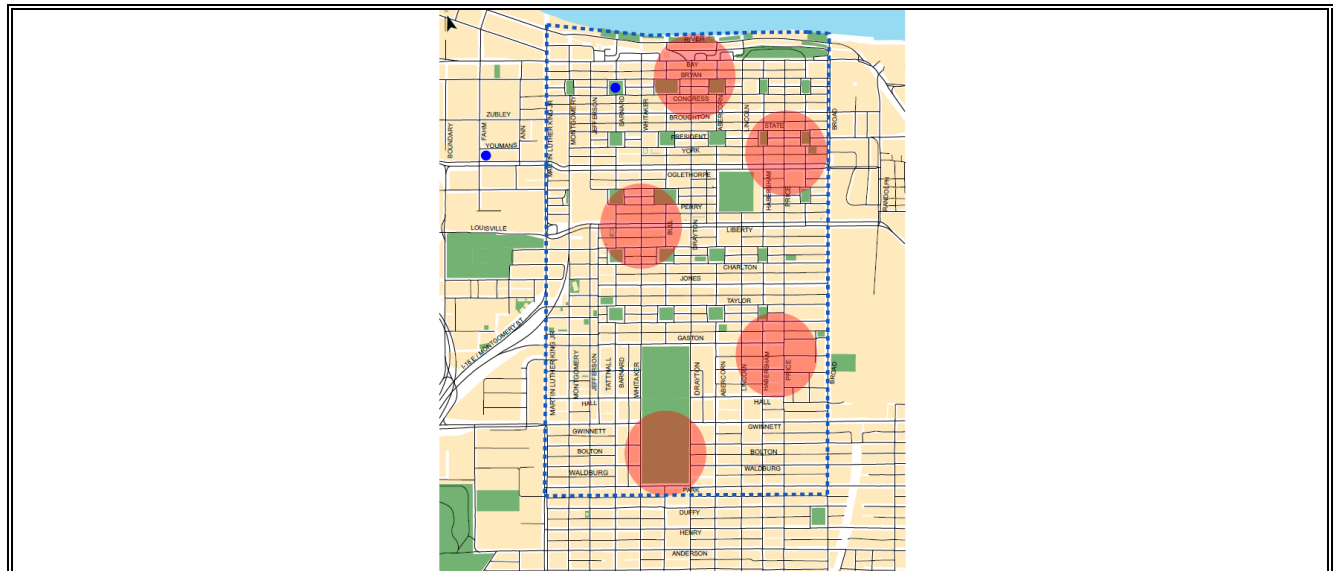 RIVER
BAY
BRYAN
CONGRESS
BROUGHTON
STATE
PRESIDENT
YORK
OGLETHORPE
PERRY
LIBERTY
CHARLTON
JONES
TAYLOR
GASTON
HALL
HALL
GWINNETT
GWINNETT
BOLTON
BOLTON
WALDBURG
WALDBURG
PARK
DUFFY
HENRY
ANDERSON
ZUBLEY
YOUMANS
LOUISVILLE
I-16 E / MONTGOMERY ST
BOUNDARY
FAHM
ANN
MARTIN LUTHER KING JR
MONTGOMERY
JEFFERSON
BARNARD
WHITAKER
ABERCORN
LINCOLN
BROAD
HABERSHAM
PRICE
RANDOLPH
BULL
DRAYTON
MARTIN LUTHER KING JR
MONTGOMERY
JEFFERSON
TATTNALL
BARNARD
WHITAKER
DRAYTON
ABERCORN
LINCOLN
HABERSHAM
PRICE
BROAD